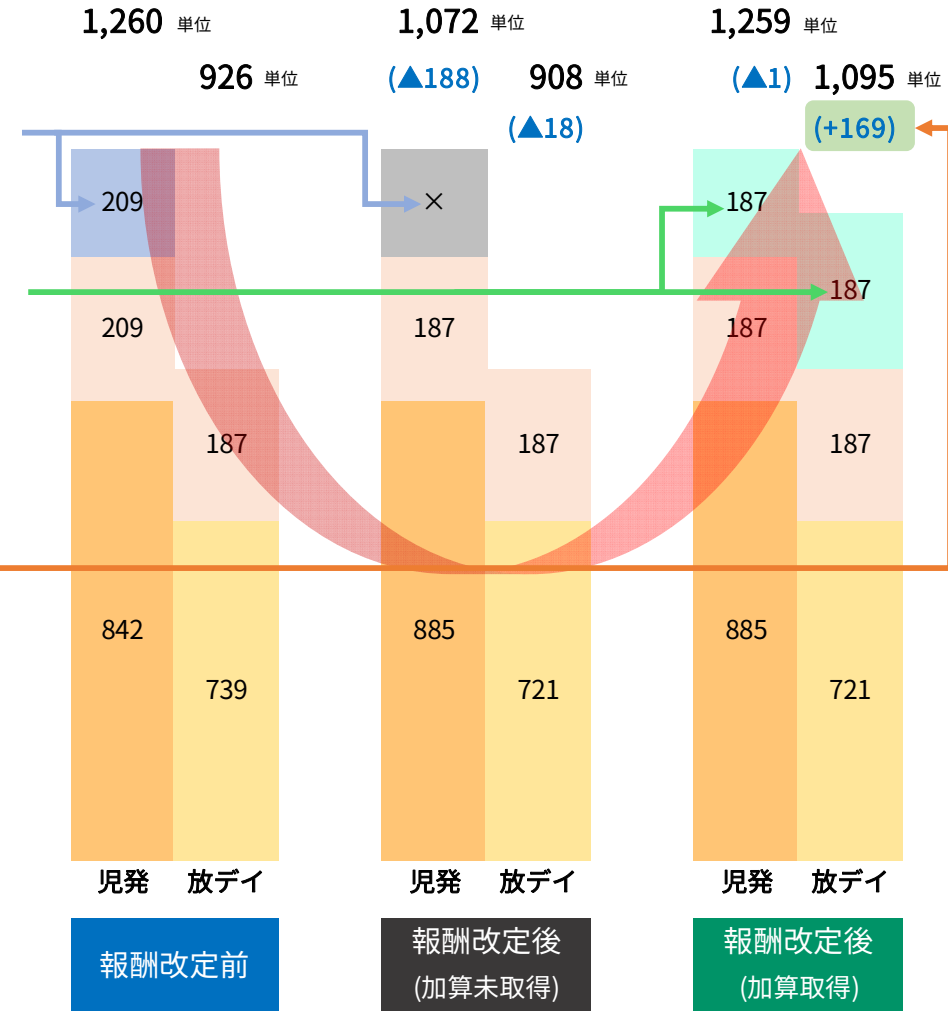 1,260 単位
1,072 単位
1,259 単位
926 単位
(▲188)
908 単位
(▲1)
1,095 単位
(▲18)
(+169)
209
×
187
187
209
187
187
187
187
187
842
885
885
739
721
721
児発 放デイ
児発 放デイ
児発 放デイ
報酬改定前
報酬改定後
(加算未取得)
報酬改定後
(加算取得)